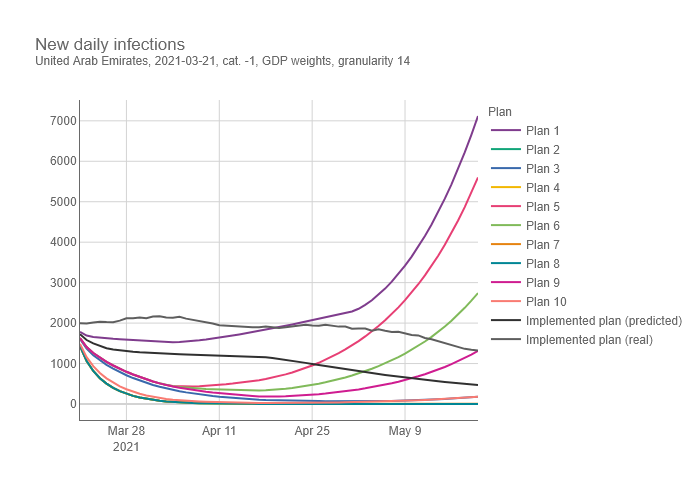 New daily infections
United Arab Emirates, 2021-03-21, cat. -1, GDP weights, granularity 14
Plan
7000
6000
5000
4000
3000
2000
1000
0
Mar 28
2021
Apr 11
Apr 25
May 9
Plan 1
Plan 2
Plan 3
Plan 4
Plan 5
Plan 6
Plan 7
Plan 8
Plan 9
Plan 10
Implemented plan (predicted)
Implemented plan (real)